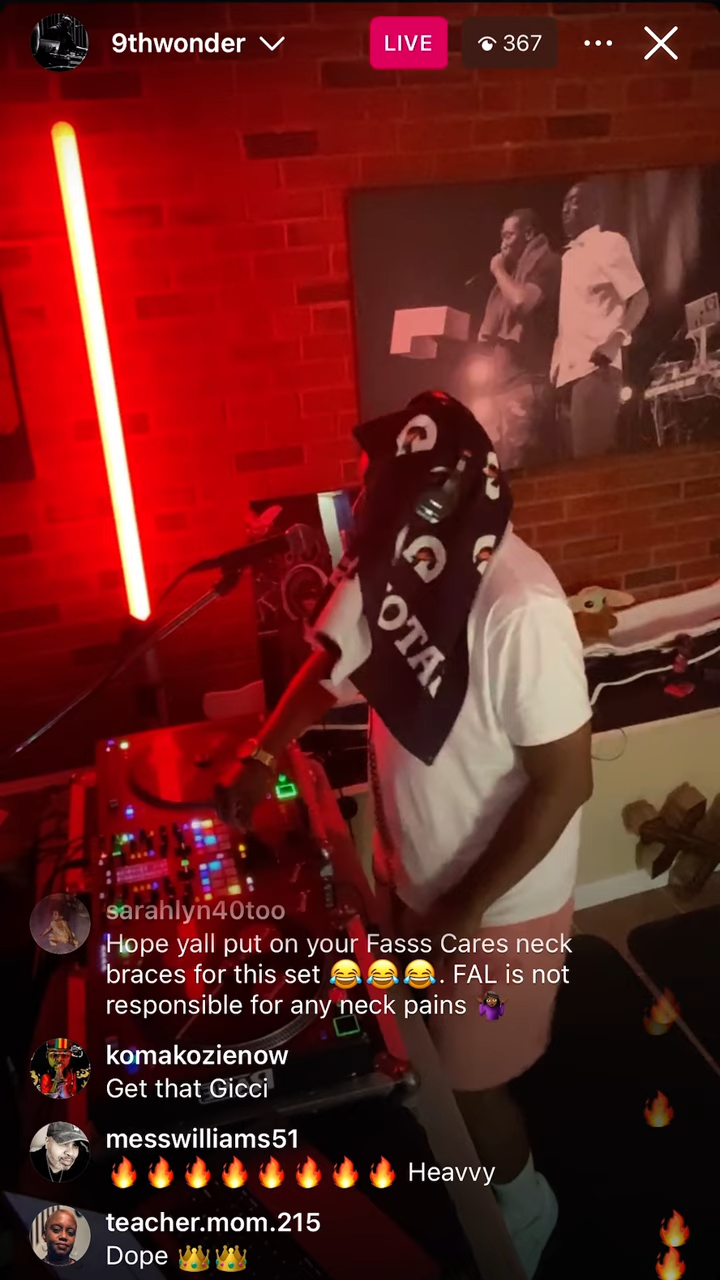 9thwonder
LIVE
367
sarahlyn40too
Hope yall put on your Fasss Cares neck
braces for this set 😂😂😂. FAL is not
responsible for any neck pains 🤷🏿‍♀️
komakozienow
Get that Gicci
messwilliams51
🔥🔥🔥🔥🔥🔥🔥🔥 Heavvy
teacher.mom.215
Dope 👑👑